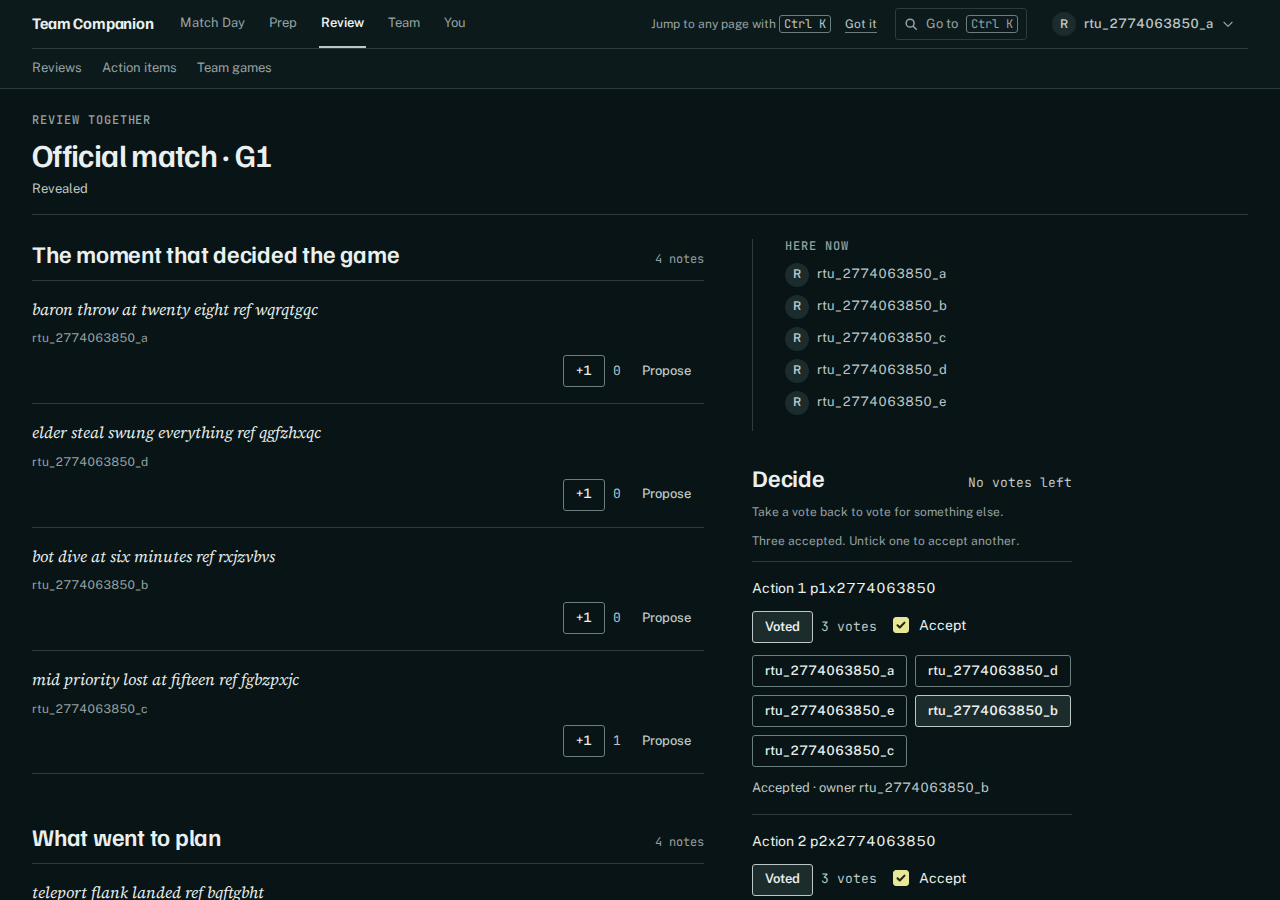 Team Companion Match Day Prep Review Team You Jump to any page with Ctrl K Got it Go to Ctrl K R rtu_2774063850_a
Reviews Action items Team games
REVIEW TOGETHER
Official match · G1
Revealed
The moment that decided the game 4 notes
baron throw at twenty eight ref wqrqtgqc
rtu_2774063850_a
+1 0 Propose
elder steal swung everything ref qgfzhxqc
rtu_2774063850_d
+1 0 Propose
bot dive at six minutes ref rxjzvbvs
rtu_2774063850_b
+1 0 Propose
mid priority lost at fifteen ref fgbzpxjc
rtu_2774063850_c
+1 1 Propose
What went to plan 4 notes
teleport flank landed ref bqftgbht
HERE NOW
R rtu_2774063850_a
R rtu_2774063850_b
R rtu_2774063850_c
R rtu_2774063850_d
R rtu_2774063850_e
Decide No votes left
Take a vote back to vote for something else.
Three accepted. Untick one to accept another.
Action 1 p1x2774063850
Voted 3 votes Accept
rtu_2774063850_a rtu_2774063850_d
rtu_2774063850_e rtu_2774063850_b
rtu_2774063850_c
Accepted · owner rtu_2774063850_b
Action 2 p2x2774063850
Voted 3 votes Accept